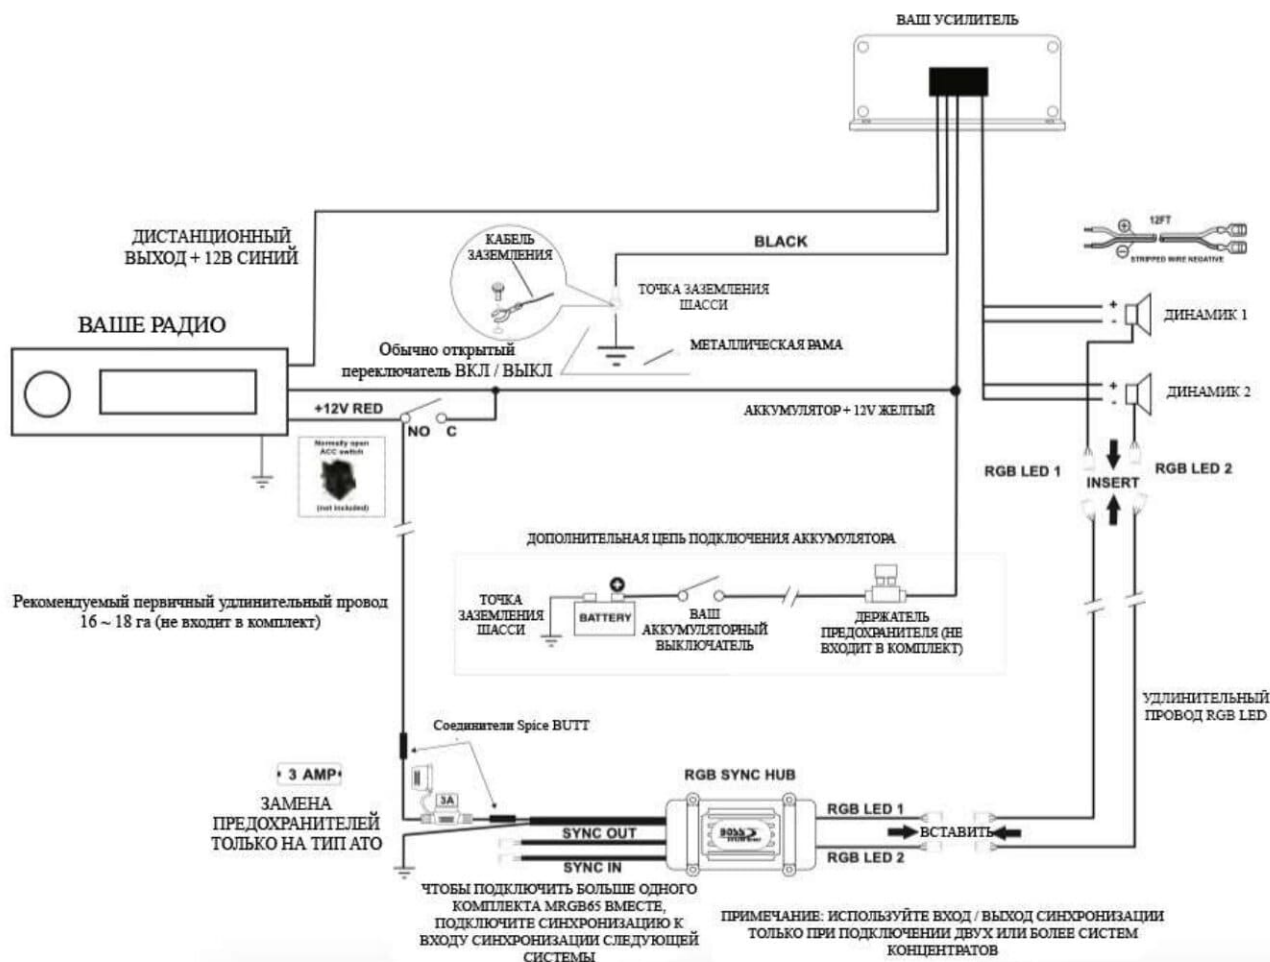 ВАШ УСИЛИТЕЛЬ
ДИСТАНЦИОННЫЙ
ВЫХОД + 12В СИНИЙ
КАБЕЛЬ
ЗАЗЕМЛЕНИЯ
BLACK
12FT
STRIPPED WIRE NEGATIVE
ТОЧКА ЗАЗЕМЛЕНИЯ
ШАССИ
ВАШЕ РАДИО
+
-
ДИНАМИК 1
Обычно открытый
переключатель ВКЛ / ВЫКЛ
МЕТАЛЛИЧЕСКАЯ РАМА
+
-
ДИНАМИК 2
+12V RED
NO C
АККУМУЛЯТОР + 12V ЖЕЛТЫЙ
Normally open
ACC switch
(not included)
RGB LED 1
RGB LED 2
INSERT
ДОПОЛНИТЕЛЬНАЯ ЦЕПЬ ПОДКЛЮЧЕНИЯ АККУМУЛЯТОРА
Рекомендуемый первичный удлинительный провод
16 ~ 18 га (не входит в комплект)
ТОЧКА
ЗАЗЕМЛЕНИЯ
ШАССИ
BATTERY
ВАШ
АККУМУЛЯТОРНЫЙ
ВЫКЛЮЧАТЕЛЬ
ДЕРЖАТЕЛЬ
ПРЕДОХРАНИТЕЛЯ (НЕ
ВХОДИТ В КОМПЛЕКТ)
УДЛИНИТЕЛЬНЫЙ
ПРОВОД RGB LED
Соединители Spice BUTT
3 AMP
3A
ЗАМЕНА
ПРЕДОХРАНИТЕЛЕЙ
ТОЛЬКО НА ТИП АТО
RGB SYNC HUB
BOSS
RGB LED 1
ВСТАВИТЬ
RGB LED 2
SYNC OUT
SYNC IN
ЧТОБЫ ПОДКЛЮЧИТЬ БОЛЬШЕ ОДНОГО
КОМПЛЕКТА MRGB65 ВМЕСТЕ,
ПОДКЛЮЧИТЕ СИНХРОНИЗАЦИЮ К
ВХОДУ СИНХРОНИЗАЦИИ СЛЕДУЮЩЕЙ
СИСТЕМЫ
ПРИМЕЧАНИЕ: ИСПОЛЬЗУЙТЕ ВХОД / ВЫХОД СИНХРОНИЗАЦИИ
ТОЛЬКО ПРИ ПОДКЛЮЧЕНИИ ДВУХ ИЛИ БОЛЕЕ СИСТЕМ
КОНЦЕНТРАТОВ